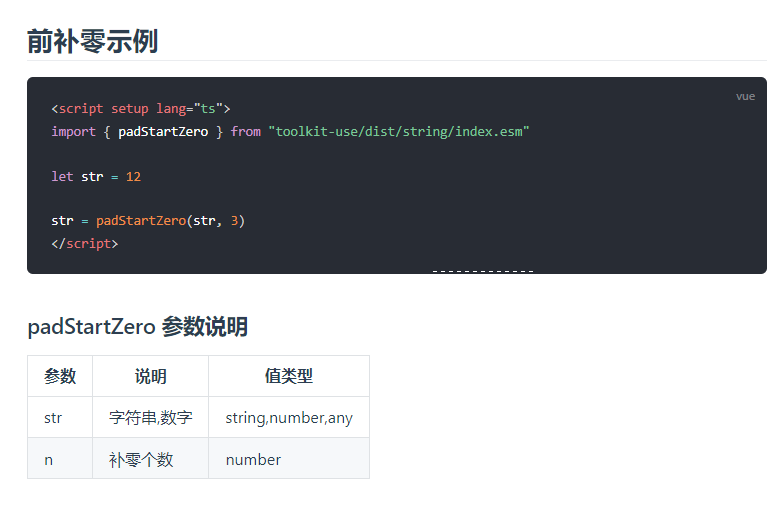 前补零示例
vue
<script setup lang="ts">
import { padStartZero } from "toolkit-use/dist/string/index.esm"
let str = 12
str = padStartZero(str, 3)
</script>
padStartZero 参数说明
参数 说明 值类型
str 字符串,数字 string,number,any
n 补零个数 number